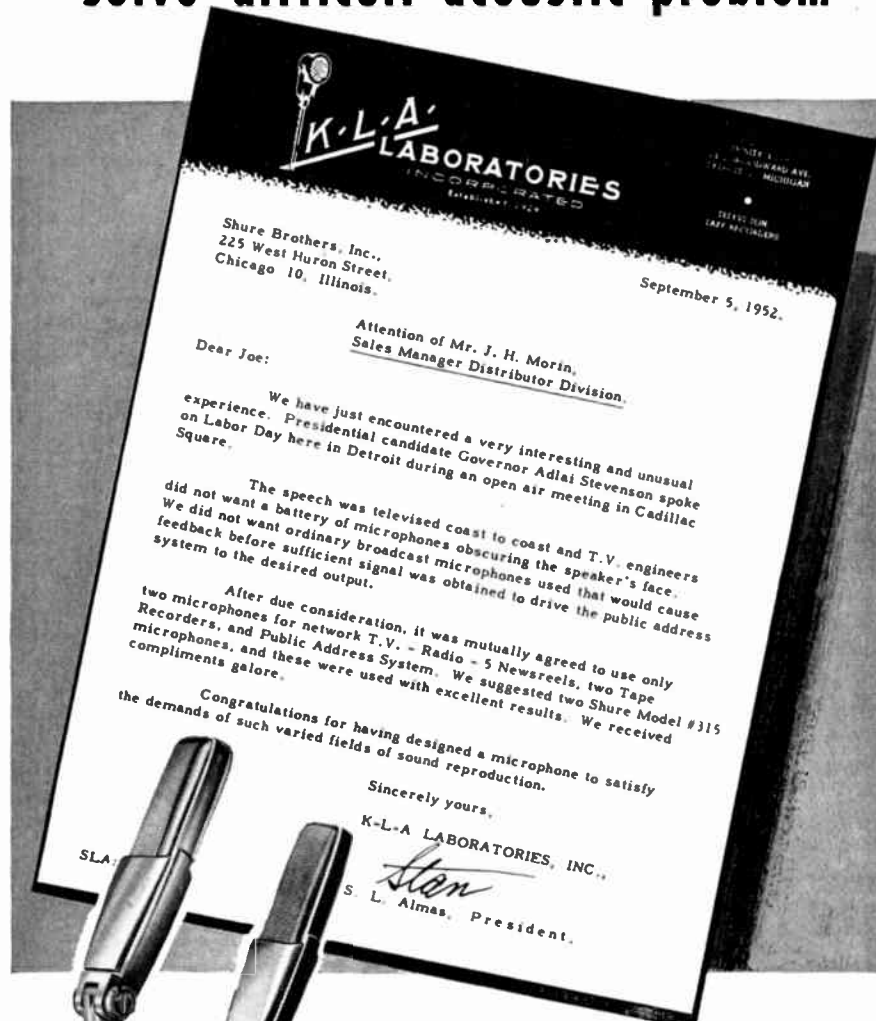 solve difficult acoustic problem
K·L·A·
LABORATORIES
INCORPORATED
Shure Brothers, Inc.,
225 West Huron Street,
Chicago 10, Illinois.
September 5, 1952.
Attention of Mr. J. H. Morin,
Sales Manager Distributor Division.
Dear Joe:
We have just encountered a very interesting and unusual
experience. Presidential candidate Governor Adlai Stevenson spoke
on Labor Day here in Detroit during an open air meeting in Cadillac
Square.
The speech was televised coast to coast and T.V. engineers
did not want a battery of microphones obscuring the speaker's face.
We did not want ordinary broadcast microphones used that would cause
feedback before sufficient signal was obtained to drive the public address
system to the desired output.
After due consideration, it was mutually agreed to use only
two microphones for network T.V. - Radio - 5 Newsreels, two Tape
Recorders, and Public Address System. We suggested two Shure Model #315
microphones, and these were used with excellent results. We received
compliments galore.
Congratulations for having designed a microphone to satisfy
the demands of such varied fields of sound reproduction.
Sincerely yours,
K-L-A LABORATORIES, INC.,
Stan
SLA:
S. L. Almas, President.